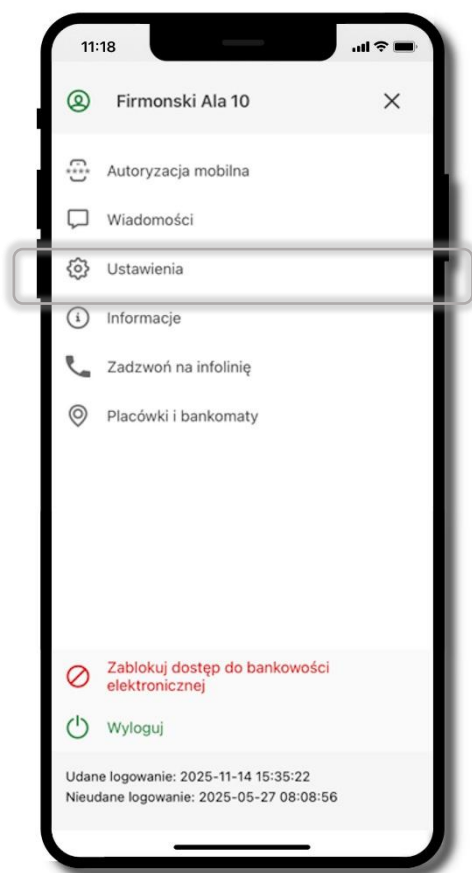 11:18
Firmonski Ala 10
Autoryzacja mobilna
Wiadomości
Ustawienia
Informacje
Zadzwoń na infolinię
Placówki i bankomaty
Zablokuj dostęp do bankowości
elektronicznej
Wyloguj
Udane logowanie: 2025-11-14 15:35:22
Nieudane logowanie: 2025-05-27 08:08:56